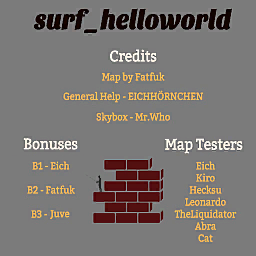 surf_helloworld
Credits
Map by Fatfuk
General Help - EICHHÖRNCHEN
Skybox - Mr.Who
Bonuses
B1 - Eich
B2 - Fatfuk
B3 - Juve
Map Testers
Eich
Kiro
Hecksu
Leonardo
TheLiquidator
Abra
Cat